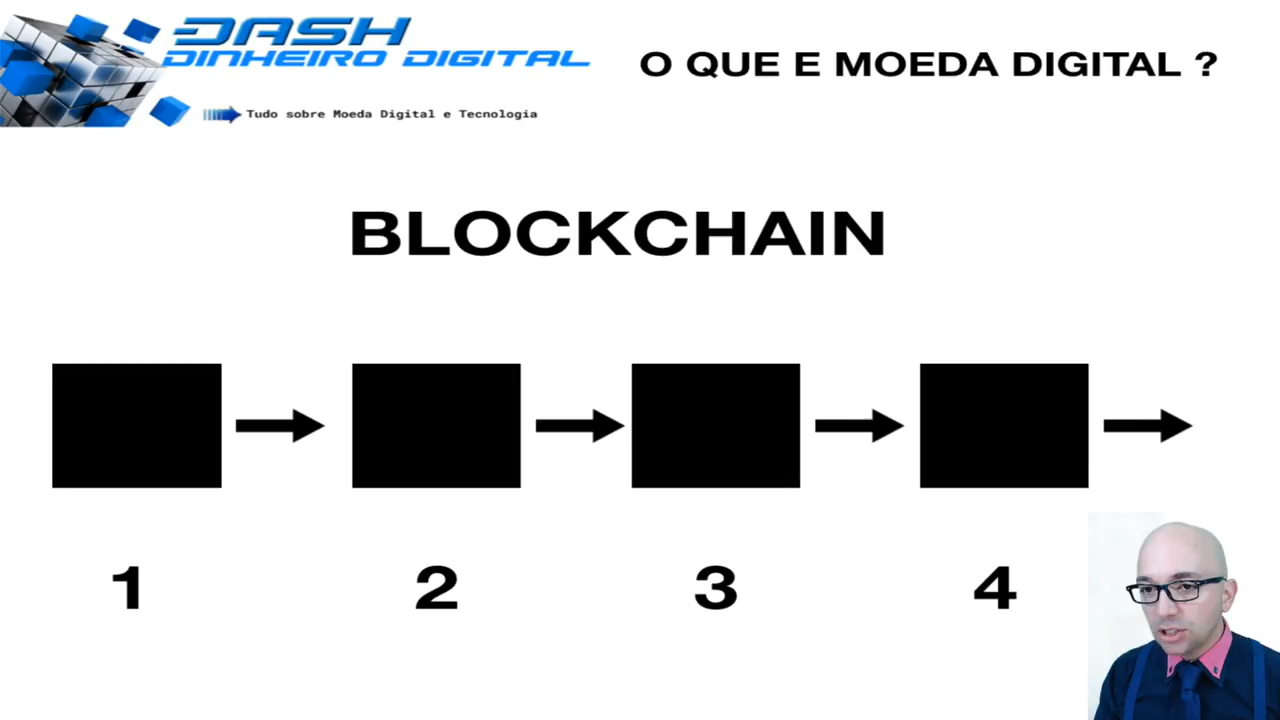 DASH
DINHEIRO DIGITAL
Tudo sobre Moeda Digital e Tecnologia
O QUE E MOEDA DIGITAL ?
BLOCKCHAIN
1 2 3 4